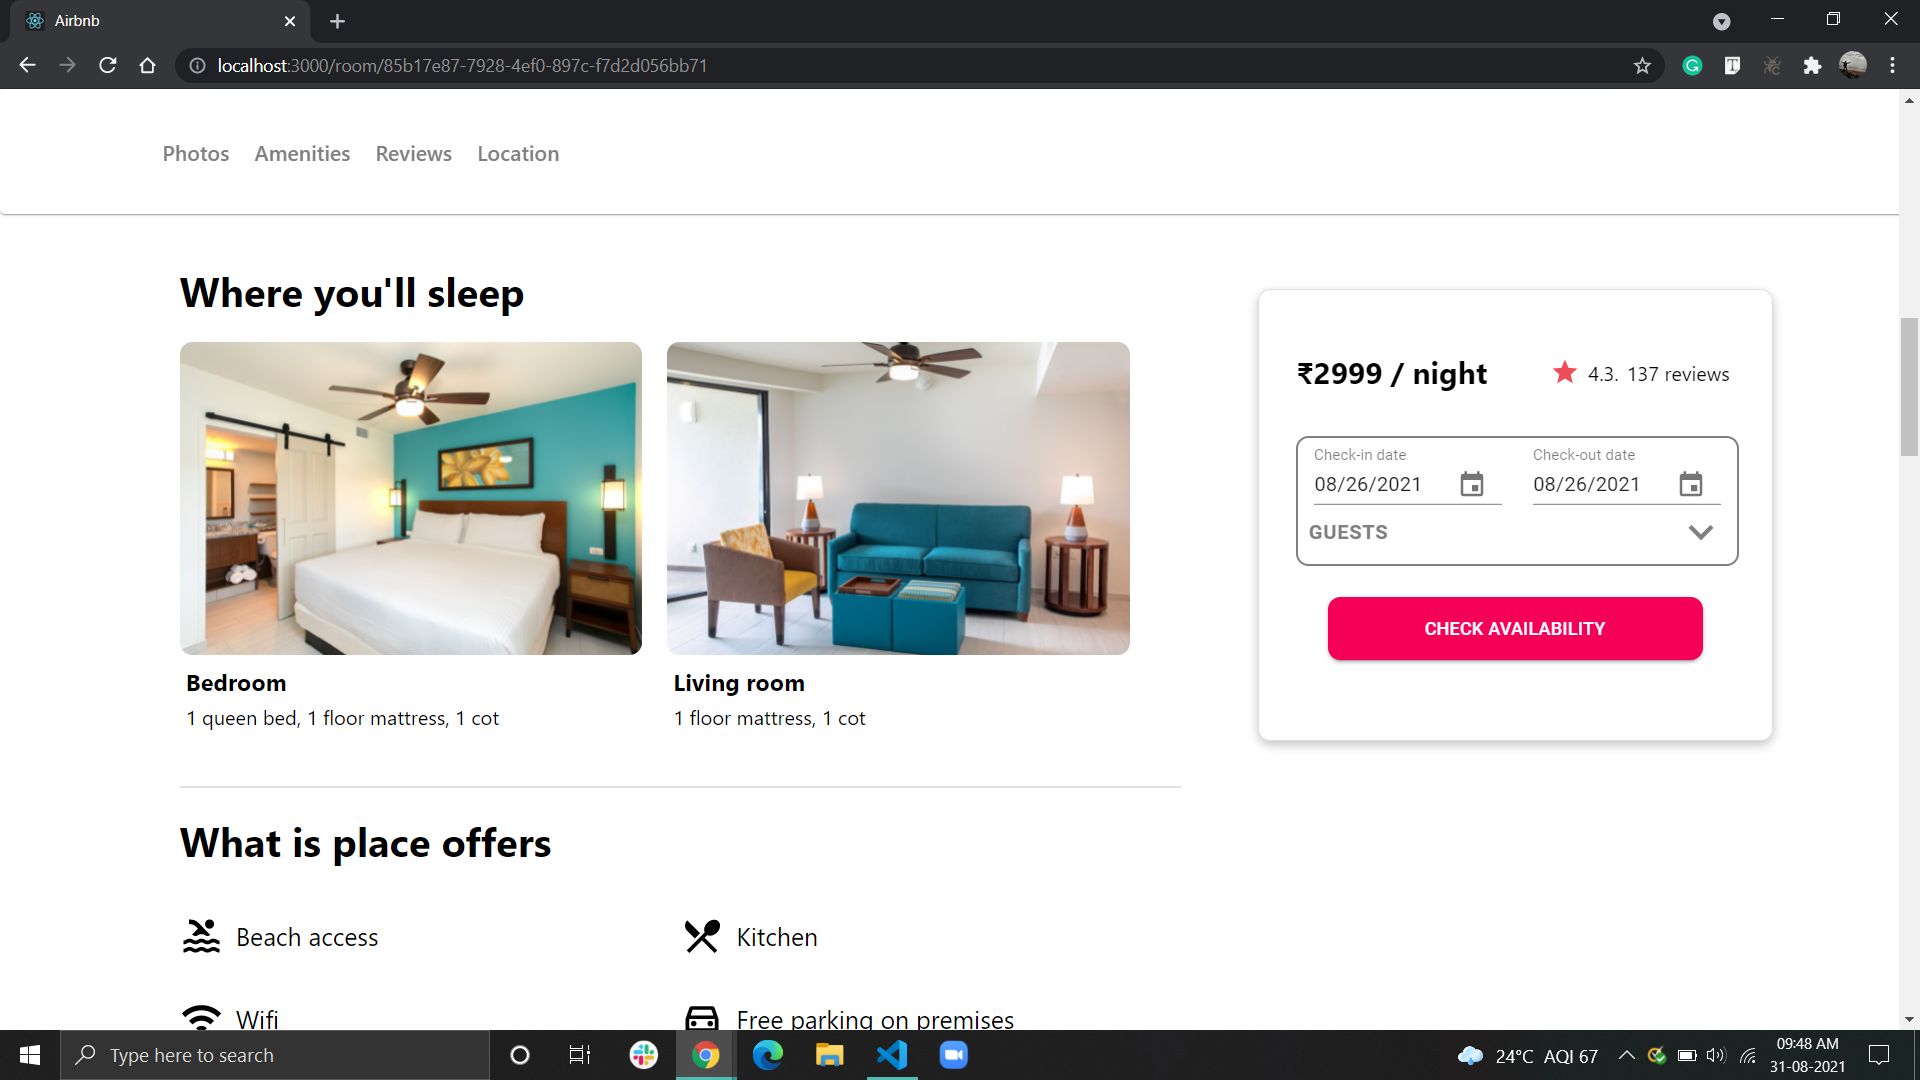 Airbnb
localhost:3000/room/85b17e87-7928-4ef0-897c-f7d2d056bb71
Photos Amenities Reviews Location
Where you'll sleep
Bedroom
1 queen bed, 1 floor mattress, 1 cot
Living room
1 floor mattress, 1 cot
₹2999 / night
4.3. 137 reviews
Check-in date
08/26/2021
Check-out date
08/26/2021
GUESTS
CHECK AVAILABILITY
What is place offers
Beach access
Kitchen
Wifi
Free parking on premises
Type here to search
24°C AQI 67
09:48 AM
31-08-2021